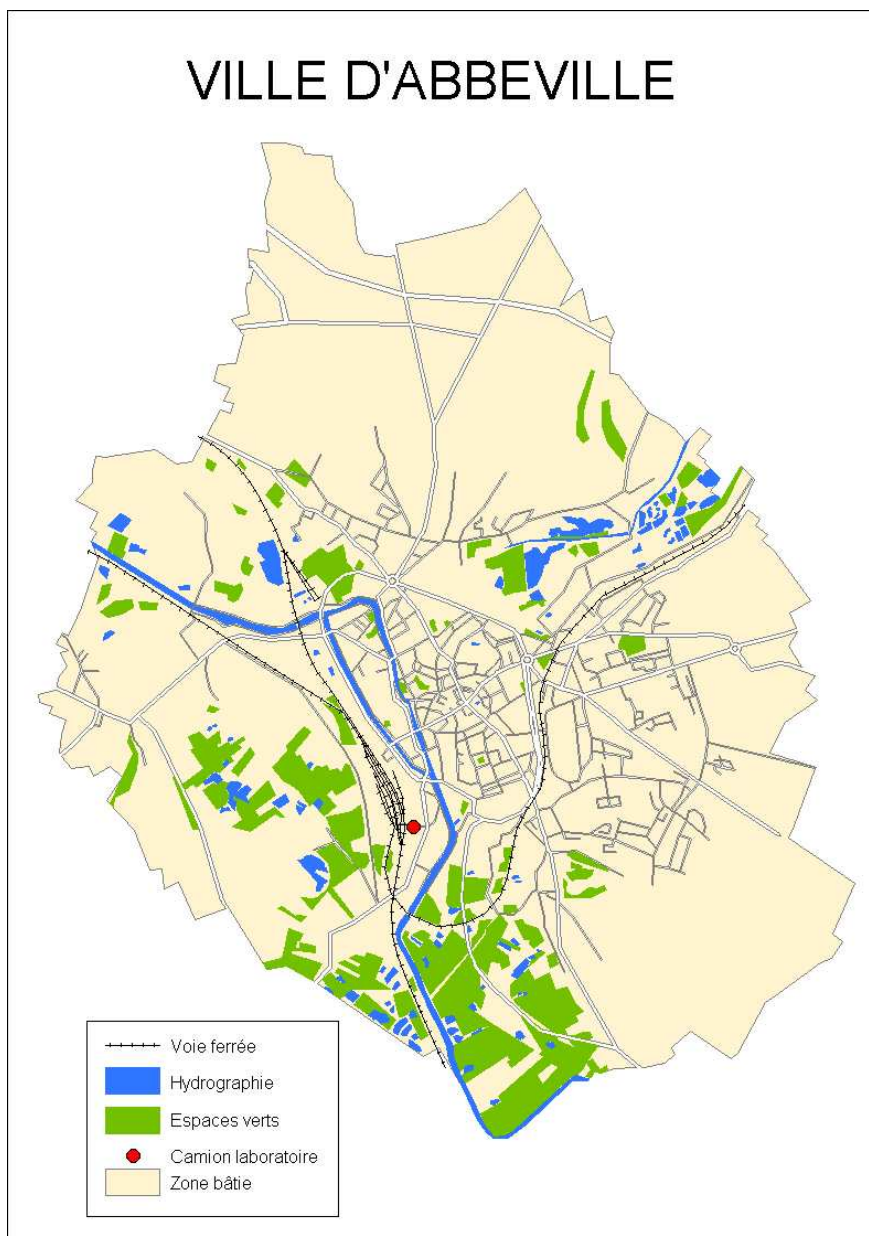 VILLE D'ABBEVILLE
Voie ferrée
Hydrographie
Espaces verts
Camion laboratoire
Zone bâtie